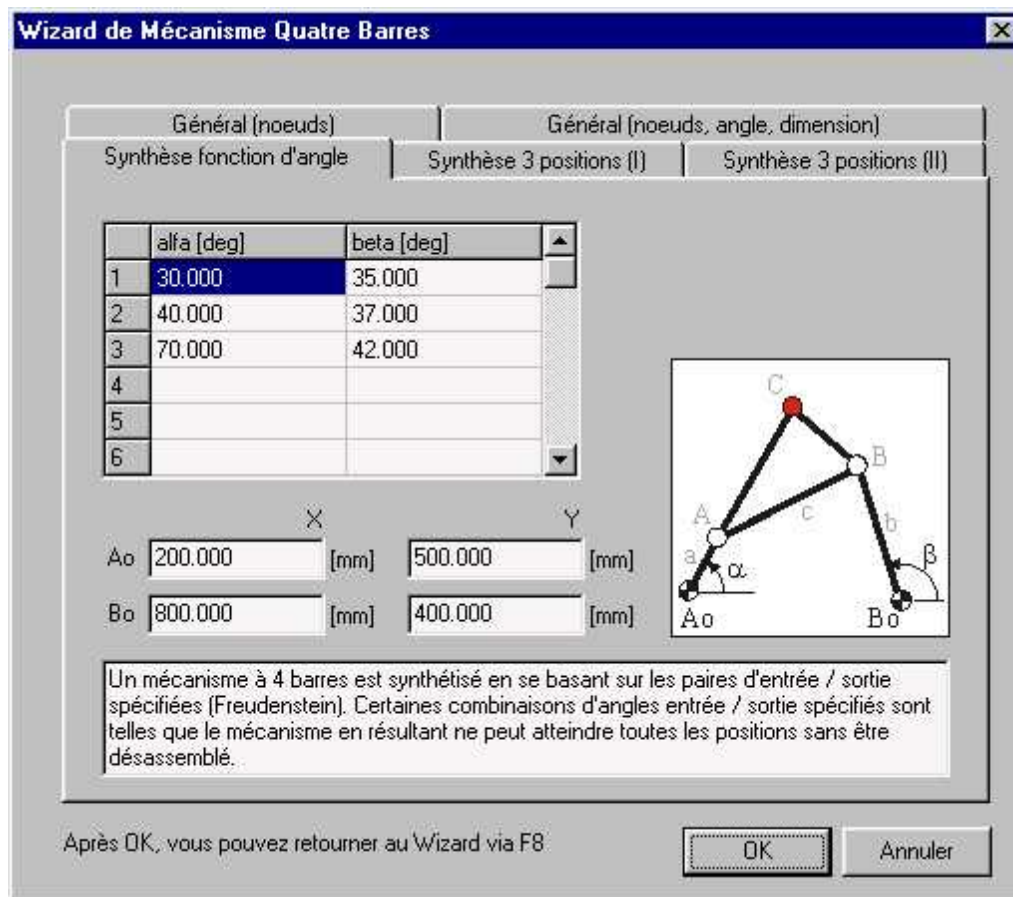 Wizard de Mécanisme Quatre Barres
Général (noeuds)
Général (noeuds, angle, dimension)
Synthèse fonction d'angle
Synthèse 3 positions (I)
Synthèse 3 positions (II)
alfa [deg] beta [deg]
1 30.000 35.000
2 40.000 37.000
3 70.000 42.000
4
5
6
X Y
Ao 200.000 [mm] 500.000 [mm]
Bo 800.000 [mm] 400.000 [mm]
C
B
A
c
b
a
α
β
Ao
Bo
Un mécanisme à 4 barres est synthétisé en se basant sur les paires d'entrée / sortie
spécifiées (Freudenstein). Certaines combinaisons d'angles entrée / sortie spécifiés sont
telles que le mécanisme en résultant ne peut atteindre toutes les positions sans être
désassemblé.
Après OK, vous pouvez retourner au Wizard via F8
OK
Annuler